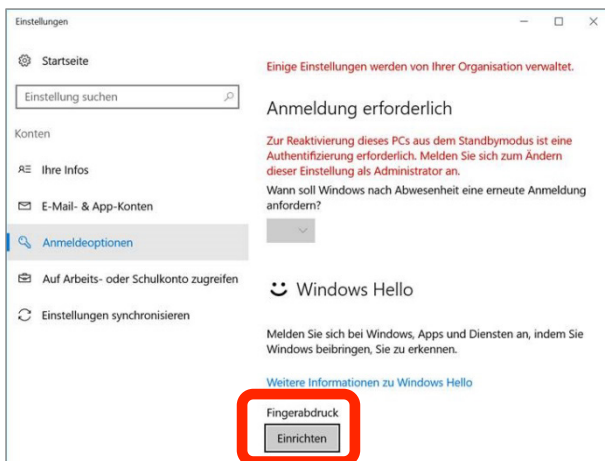 Einstellungen
Startseite
Einstellung suchen
Konten
Ihre Infos
E-Mail- & App-Konten
Anmeldeoptionen
Auf Arbeits- oder Schulkonto zugreifen
Einstellungen synchronisieren
Einige Einstellungen werden von Ihrer Organisation verwaltet.
Anmeldung erforderlich
Zur Reaktivierung dieses PCs aus dem Standbymodus ist eine
Authentifizierung erforderlich. Melden Sie sich zum Ändern
dieser Einstellung als Administrator an.
Wann soll Windows nach Abwesenheit eine erneute Anmeldung
anfordern?
Windows Hello
Melden Sie sich bei Windows, Apps und Diensten an, indem Sie
Windows beibringen, Sie zu erkennen.
Weitere Informationen zu Windows Hello
Fingerabdruck
Einrichten